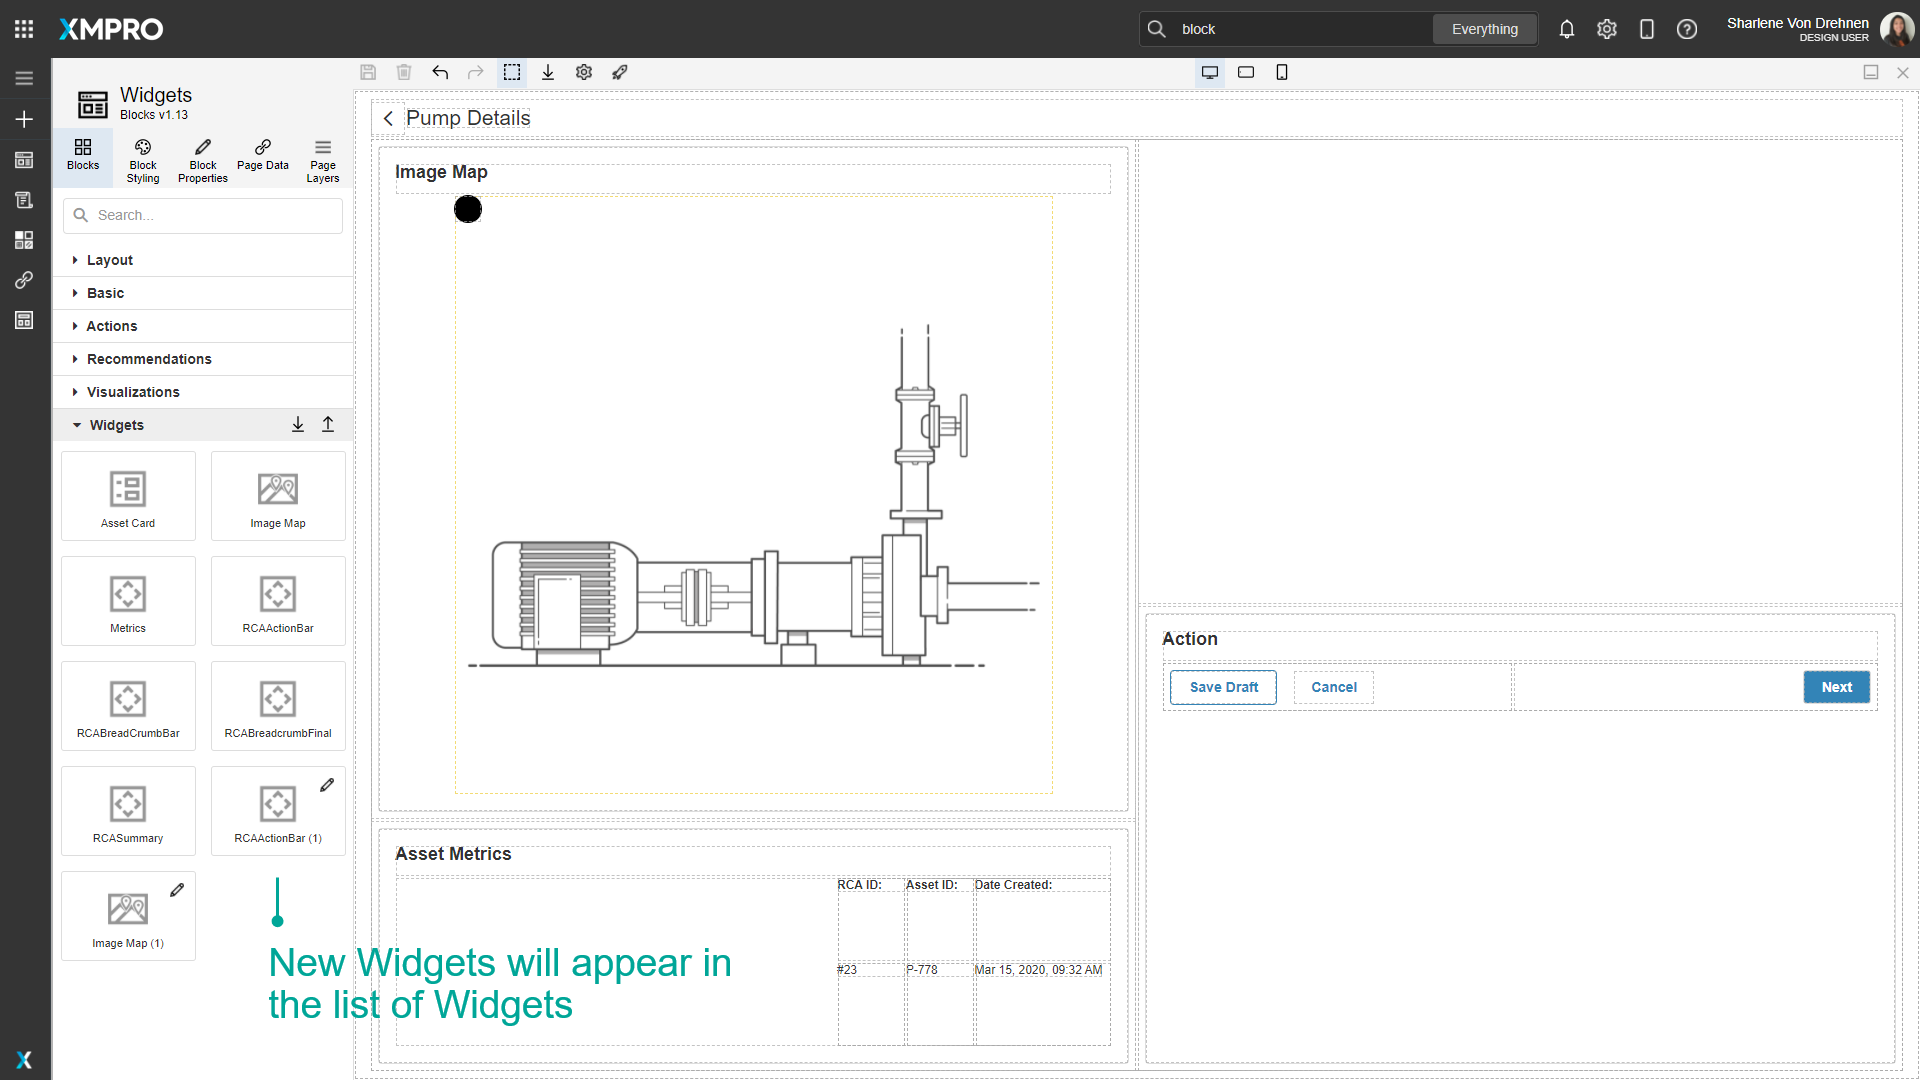 XMPRO
block
Everything
Sharlene Von Drehnen
DESIGN USER
Widgets
Blocks v1.13
Blocks
Block
Styling
Block
Properties
Page Data
Page
Layers
Search...
Layout
Basic
Actions
Recommendations
Visualizations
Widgets
Asset Card
Image Map
Metrics
RCAActionBar
RCABreadCrumbBar
RCABreadcrumbFinal
RCASummary
RCAActionBar (1)
Image Map (1)
Pump Details
Image Map
Action
Save Draft
Cancel
Next
Asset Metrics
RCA ID:
Asset ID:
Date Created:
#23
P-778
Mar 15, 2020, 09:32 AM
New Widgets will appear in
the list of Widgets
X